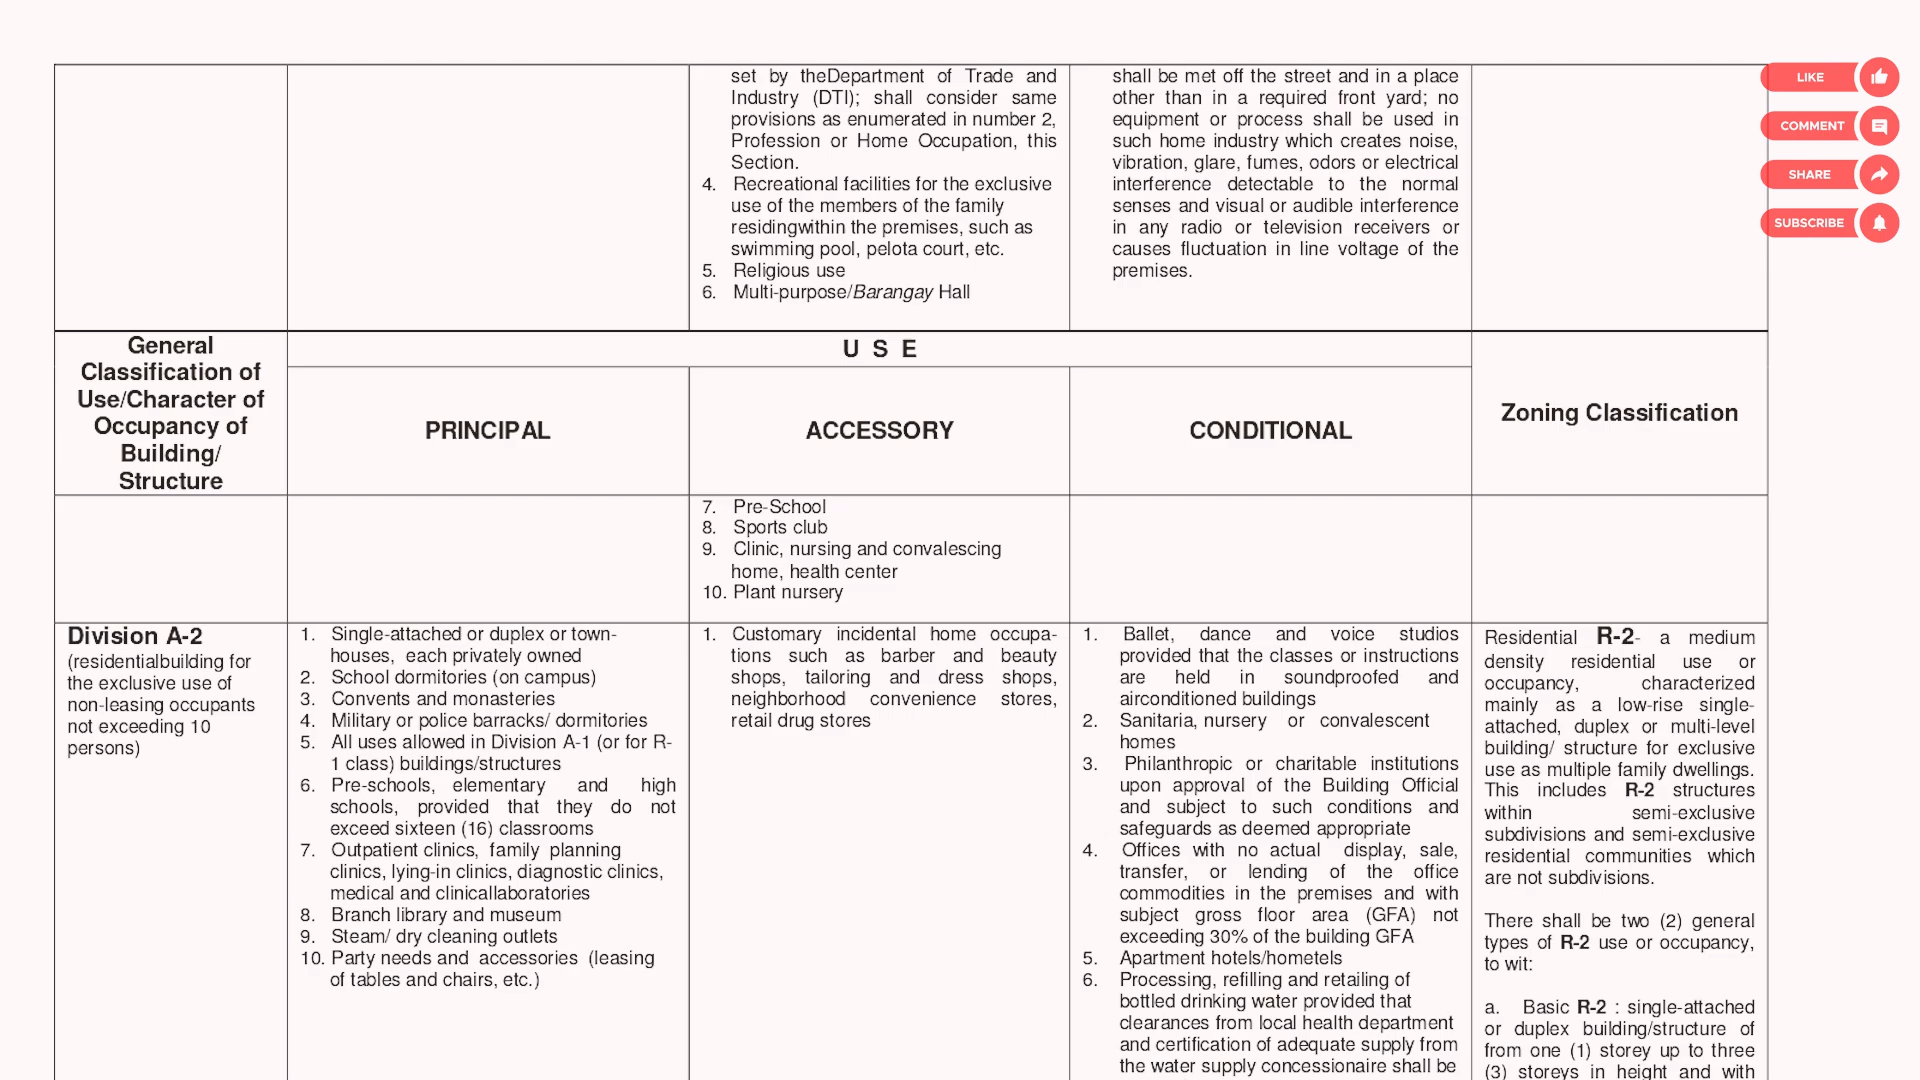 set by theDepartment of Trade and
Industry (DTI); shall consider same
provisions as enumerated in number 2,
Profession or Home Occupation, this
Section.
4. Recreational facilities for the exclusive
use of the members of the family
residingwithin the premises, such as
swimming pool, pelota court, etc.
5. Religious use
6. Multi-purpose/Barangay Hall
shall be met off the street and in a place
other than in a required front yard; no
equipment or process shall be used in
such home industry which creates noise,
vibration, glare, fumes, odors or electrical
interference detectable to the normal
senses and visual or audible interference
in any radio or television receivers or
causes fluctuation in line voltage of the
premises.
LIKE
COMMENT
SHARE
SUBSCRIBE
General
Classification of
Use/Character of
Occupancy of
Building/
Structure
U S E
PRINCIPAL
ACCESSORY
CONDITIONAL
Zoning Classification
7. Pre-School
8. Sports club
9. Clinic, nursing and convalescing
home, health center
10. Plant nursery
Division A-2
(residentialbuilding for
the exclusive use of
non-leasing occupants
not exceeding 10
persons)
1. Single-attached or duplex or town-
houses, each privately owned
2. School dormitories (on campus)
3. Convents and monasteries
4. Military or police barracks/ dormitories
5. All uses allowed in Division A-1 (or for R-
1 class) buildings/structures
6. Pre-schools, elementary and high
schools, provided that they do not
exceed sixteen (16) classrooms
7. Outpatient clinics, family planning
clinics, lying-in clinics, diagnostic clinics,
medical and clinicallaboratories
8. Branch library and museum
9. Steam/ dry cleaning outlets
10. Party needs and accessories (leasing
of tables and chairs, etc.)
1. Customary incidental home occupa-
tions such as barber and beauty
shops, tailoring and dress shops,
neighborhood convenience stores,
retail drug stores
1. Ballet, dance and voice studios
provided that the classes or instructions
are held in soundproofed and
airconditioned buildings
2. Sanitaria, nursery or convalescent
homes
3. Philanthropic or charitable institutions
upon approval of the Building Official
and subject to such conditions and
safeguards as deemed appropriate
4. Offices with no actual display, sale,
transfer, or lending of the office
commodities in the premises and with
subject gross floor area (GFA) not
exceeding 30% of the building GFA
5. Apartment hotels/hometels
6. Processing, refilling and retailing of
bottled drinking water provided that
clearances from local health department
and certification of adequate supply from
the water supply concessionaire shall be
Residential R-2- a medium
density residential use or
occupancy, characterized
mainly as a low-rise single-
attached, duplex or multi-level
building/ structure for exclusive
use as multiple family dwellings.
This includes R-2 structures
within semi-exclusive
subdivisions and semi-exclusive
residential communities which
are not subdivisions.
There shall be two (2) general
types of R-2 use or occupancy,
to wit:
a. Basic R-2 : single-attached
or duplex building/structure of
from one (1) storey up to three
(3) storeys in height and with